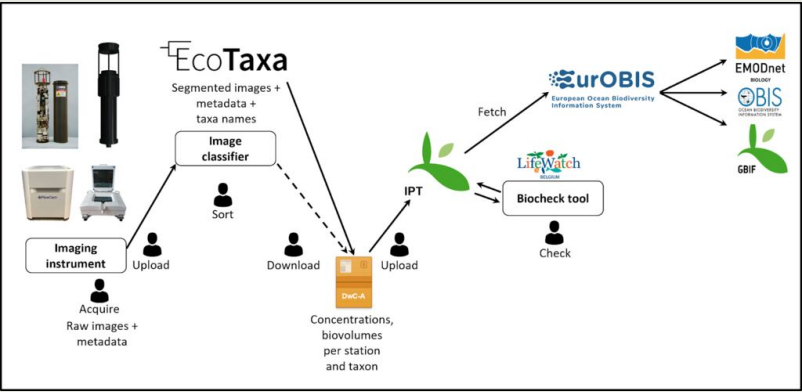 EcoTaxa
Segmented images +
metadata +
taxa names
Image
classifier
Sort
Imaging
instrument
Upload
Acquire
Raw images +
metadata
Download
DwC-A
Concentrations,
biovolumes
per station
and taxon
Upload
IPT
LifeWatch
BELGIUM
Biocheck tool
Check
Fetch
EurOBIS
European Ocean Biodiversity
Information System
EMODnet
BIOLOGY
OBIS
OCEAN BIODIVERSITY
INFORMATION SYSTEM
GBIF